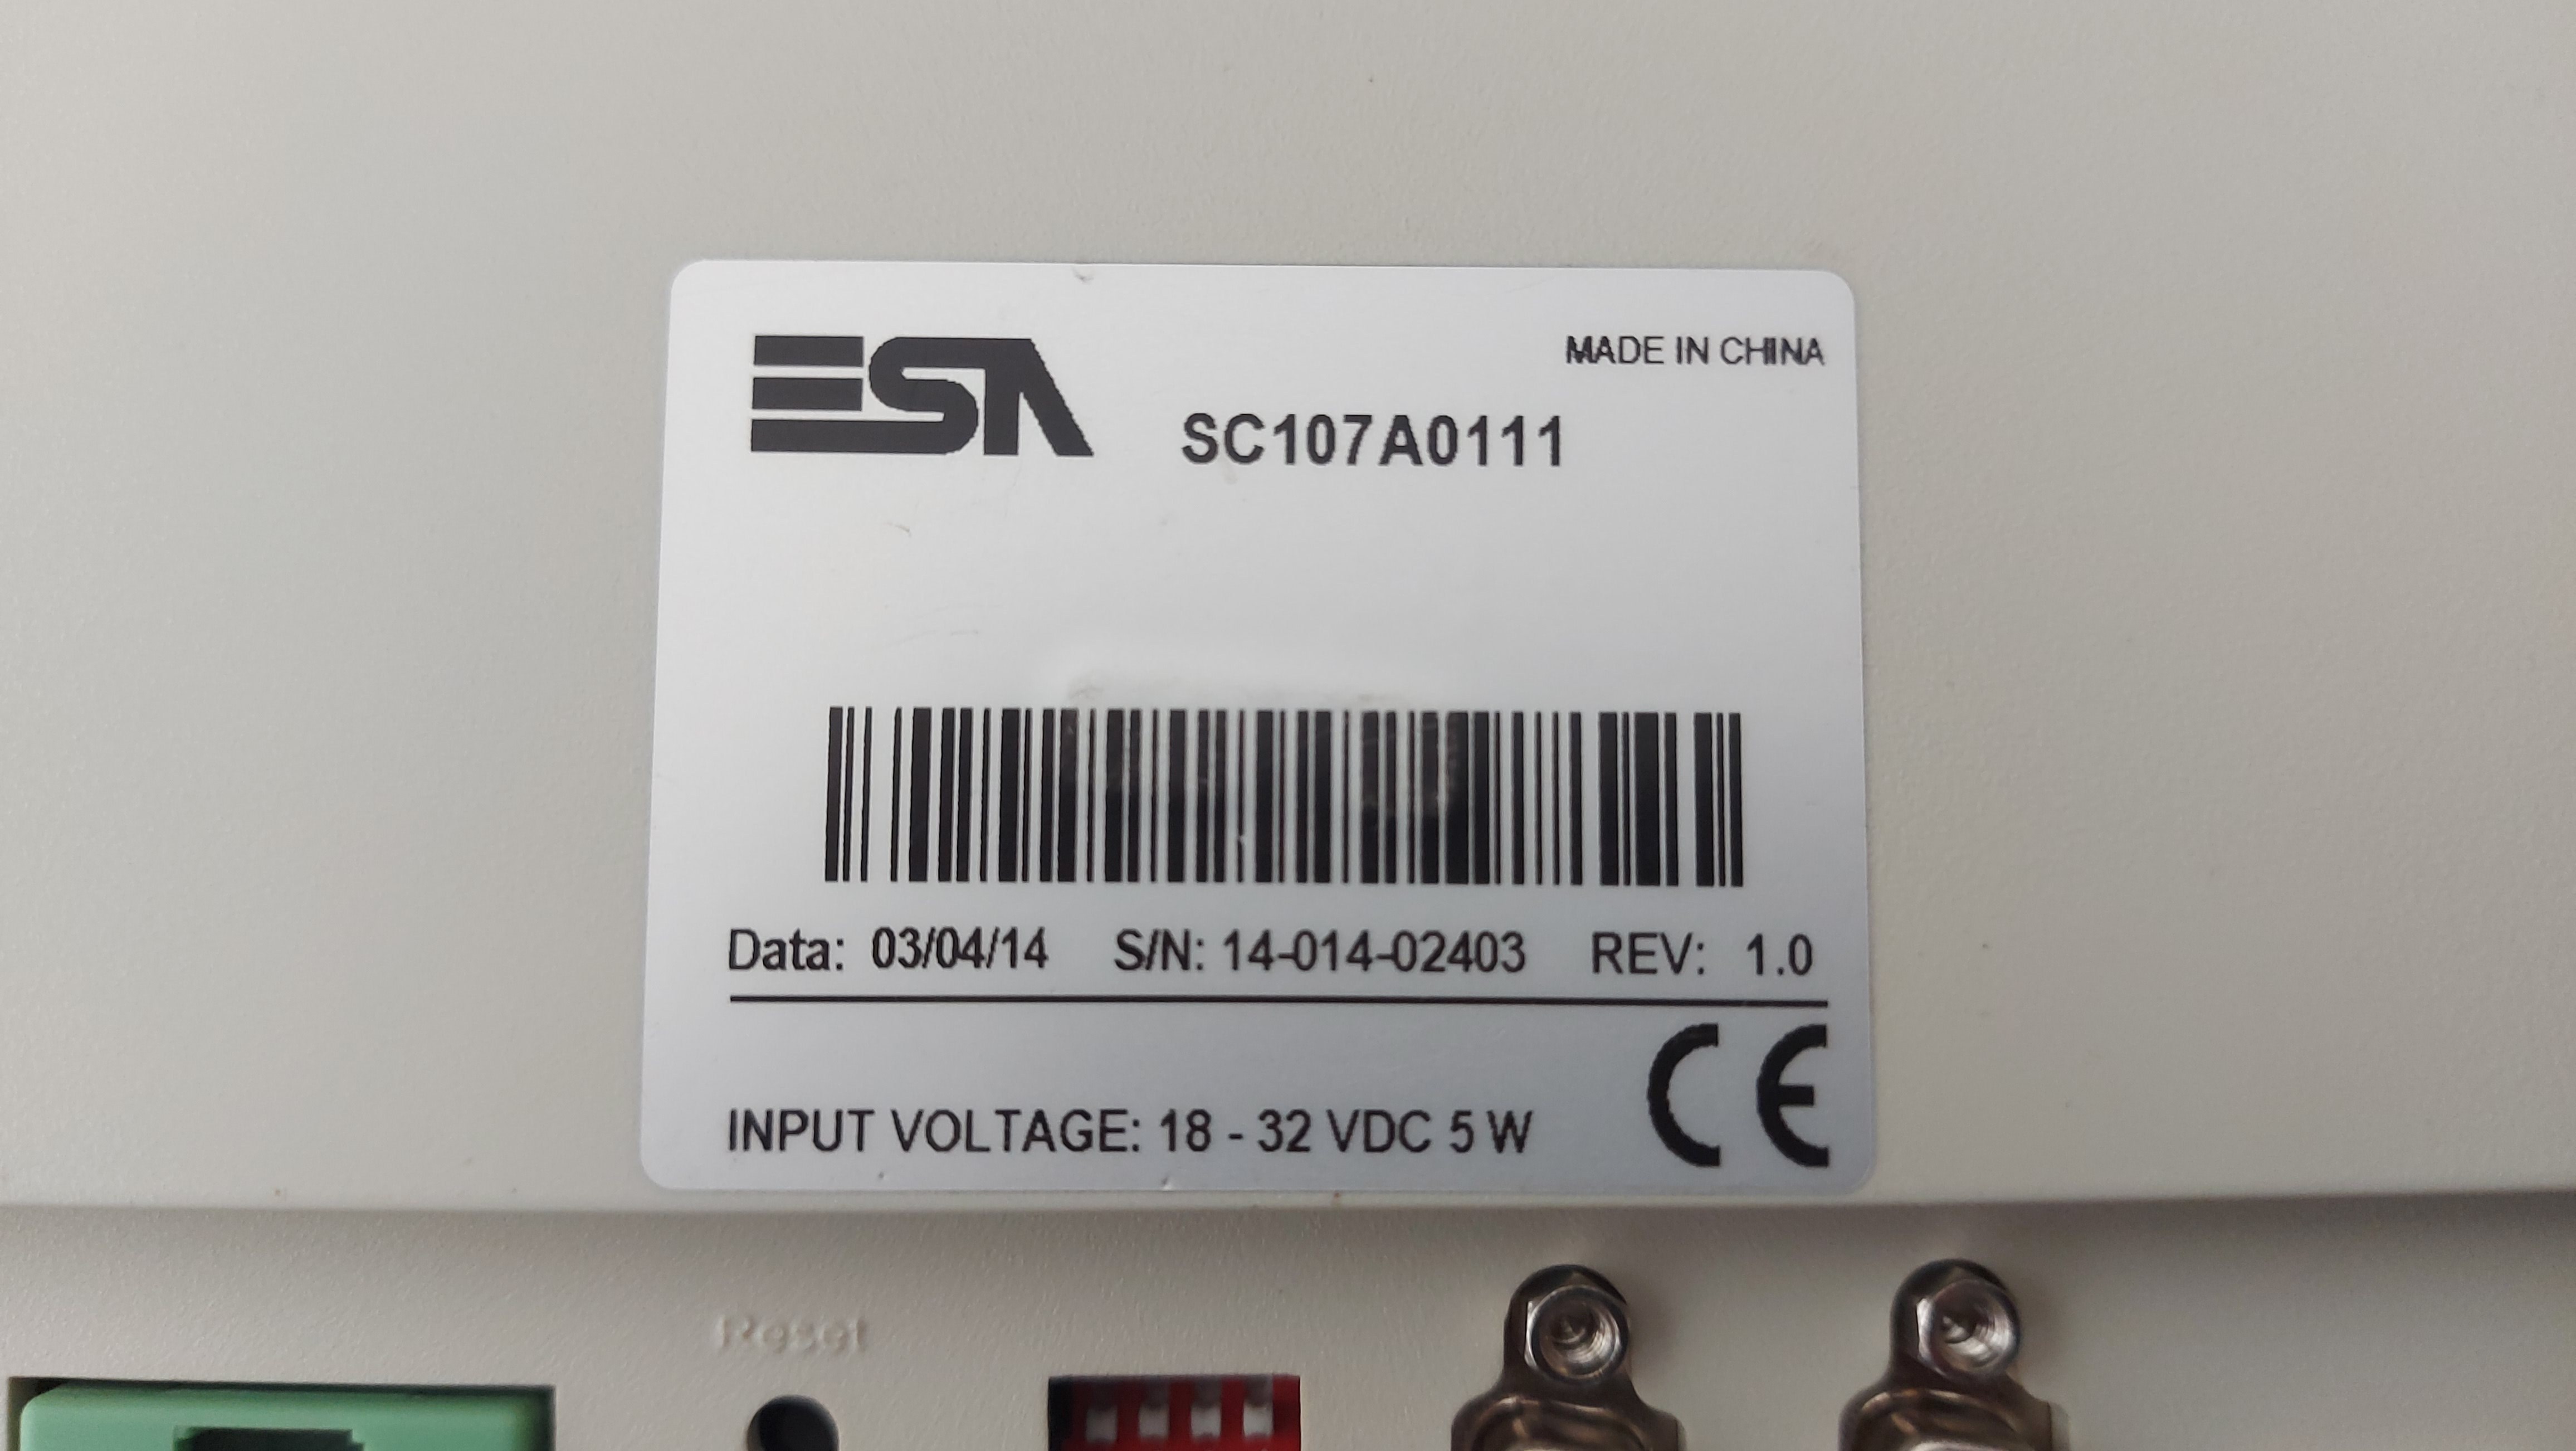 ESA
MADE IN CHINA
SC107A0111
Data: 03/04/14 S/N: 14-014-02403 REV: 1.0
INPUT VOLTAGE: 18 - 32 VDC 5 W
CE
Reset